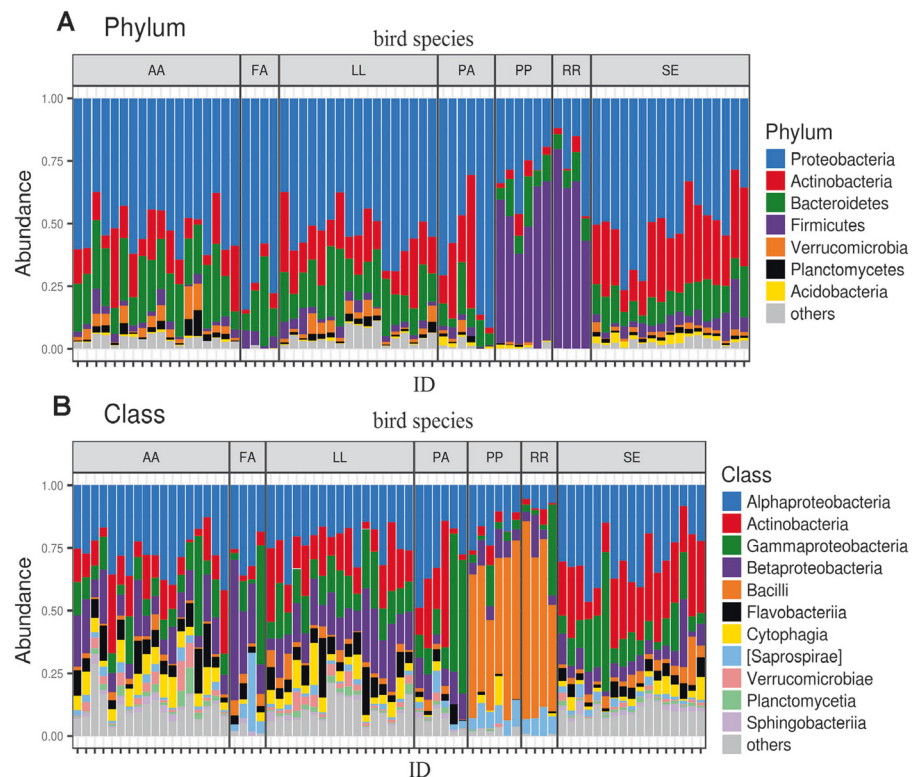 A Phylum
bird species
AA FA LL PA PP RR SE
1.00
0.75
0.50
0.25
0.00
Abundance
ID
Phylum
Proteobacteria
Actinobacteria
Bacteroidetes
Firmicutes
Verrucomicrobia
Planctomycetes
Acidobacteria
others
B Class
bird species
AA FA LL PA PP RR SE
1.00
0.75
0.50
0.25
0.00
Abundance
ID
Class
Alphaproteobacteria
Actinobacteria
Gammaproteobacteria
Betaproteobacteria
Bacilli
Flavobacteriia
Cytophagia
[Saprospirae]
Verrucomicrobiae
Planctomycetia
Sphingobacteriia
others